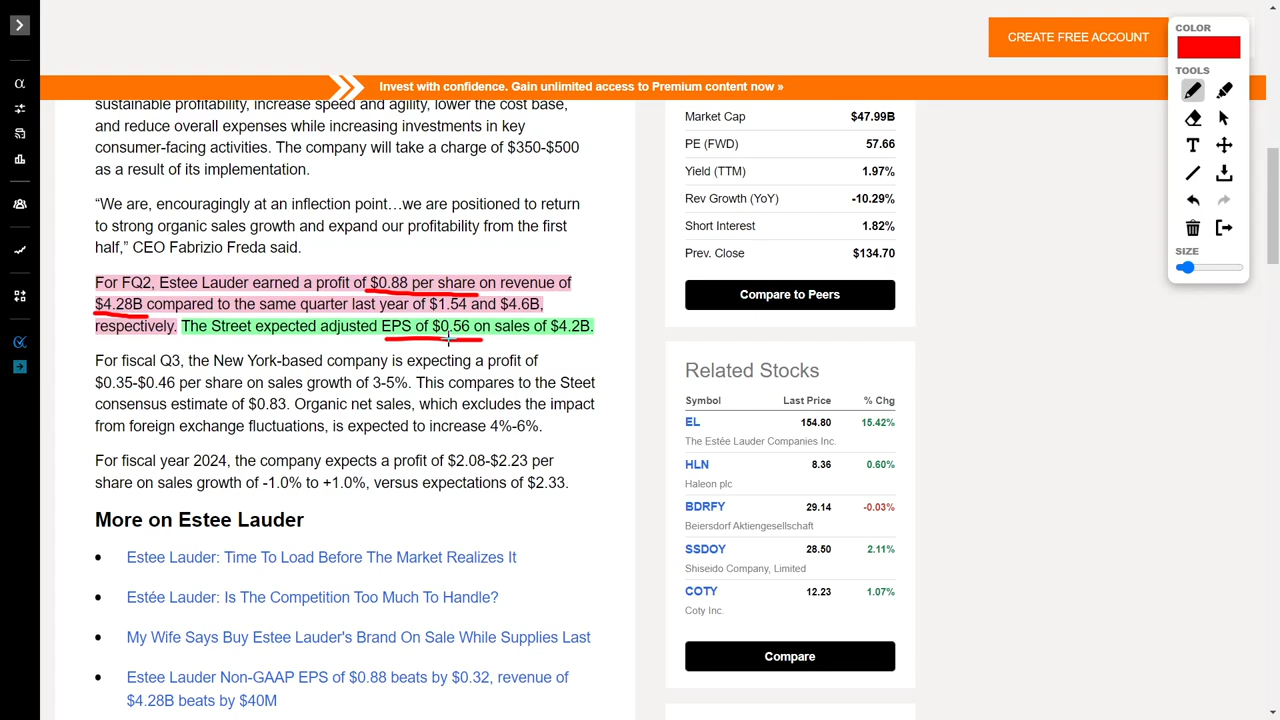 CREATE FREE ACCOUNT
COLOR
TOOLS
SIZE
Invest with confidence. Gain unlimited access to Premium content now »
sustainable profitability, increase speed and agility, lower the cost base,
and reduce overall expenses while increasing investments in key
consumer-facing activities. The company will take a charge of $350-$500
as a result of its implementation.
“We are, encouragingly at an inflection point…we are positioned to return
to strong organic sales growth and expand our profitability from the first
half,” CEO Fabrizio Freda said.
For FQ2, Estee Lauder earned a profit of $0.88 per share on revenue of
$4.28B compared to the same quarter last year of $1.54 and $4.6B,
respectively. The Street expected adjusted EPS of $0.56 on sales of $4.2B.
For fiscal Q3, the New York-based company is expecting a profit of
$0.35-$0.46 per share on sales growth of 3-5%. This compares to the Steet
consensus estimate of $0.83. Organic net sales, which excludes the impact
from foreign exchange fluctuations, is expected to increase 4%-6%.
For fiscal year 2024, the company expects a profit of $2.08-$2.23 per
share on sales growth of -1.0% to +1.0%, versus expectations of $2.33.
More on Estee Lauder
Estee Lauder: Time To Load Before The Market Realizes It
Estée Lauder: Is The Competition Too Much To Handle?
My Wife Says Buy Estee Lauder's Brand On Sale While Supplies Last
Estee Lauder Non-GAAP EPS of $0.88 beats by $0.32, revenue of
$4.28B beats by $40M
Market Cap $47.99B
PE (FWD) 57.66
Yield (TTM) 1.97%
Rev Growth (YoY) -10.29%
Short Interest 1.82%
Prev. Close $134.70
Compare to Peers
Related Stocks
Symbol Last Price % Chg
EL 154.80 15.42%
The Estée Lauder Companies Inc.
HLN 8.36 0.60%
Haleon plc
BDRFY 29.14 -0.03%
Beiersdorf Aktiengesellschaft
SSDOY 28.50 2.11%
Shiseido Company, Limited
COTY 12.23 1.07%
Coty Inc.
Compare